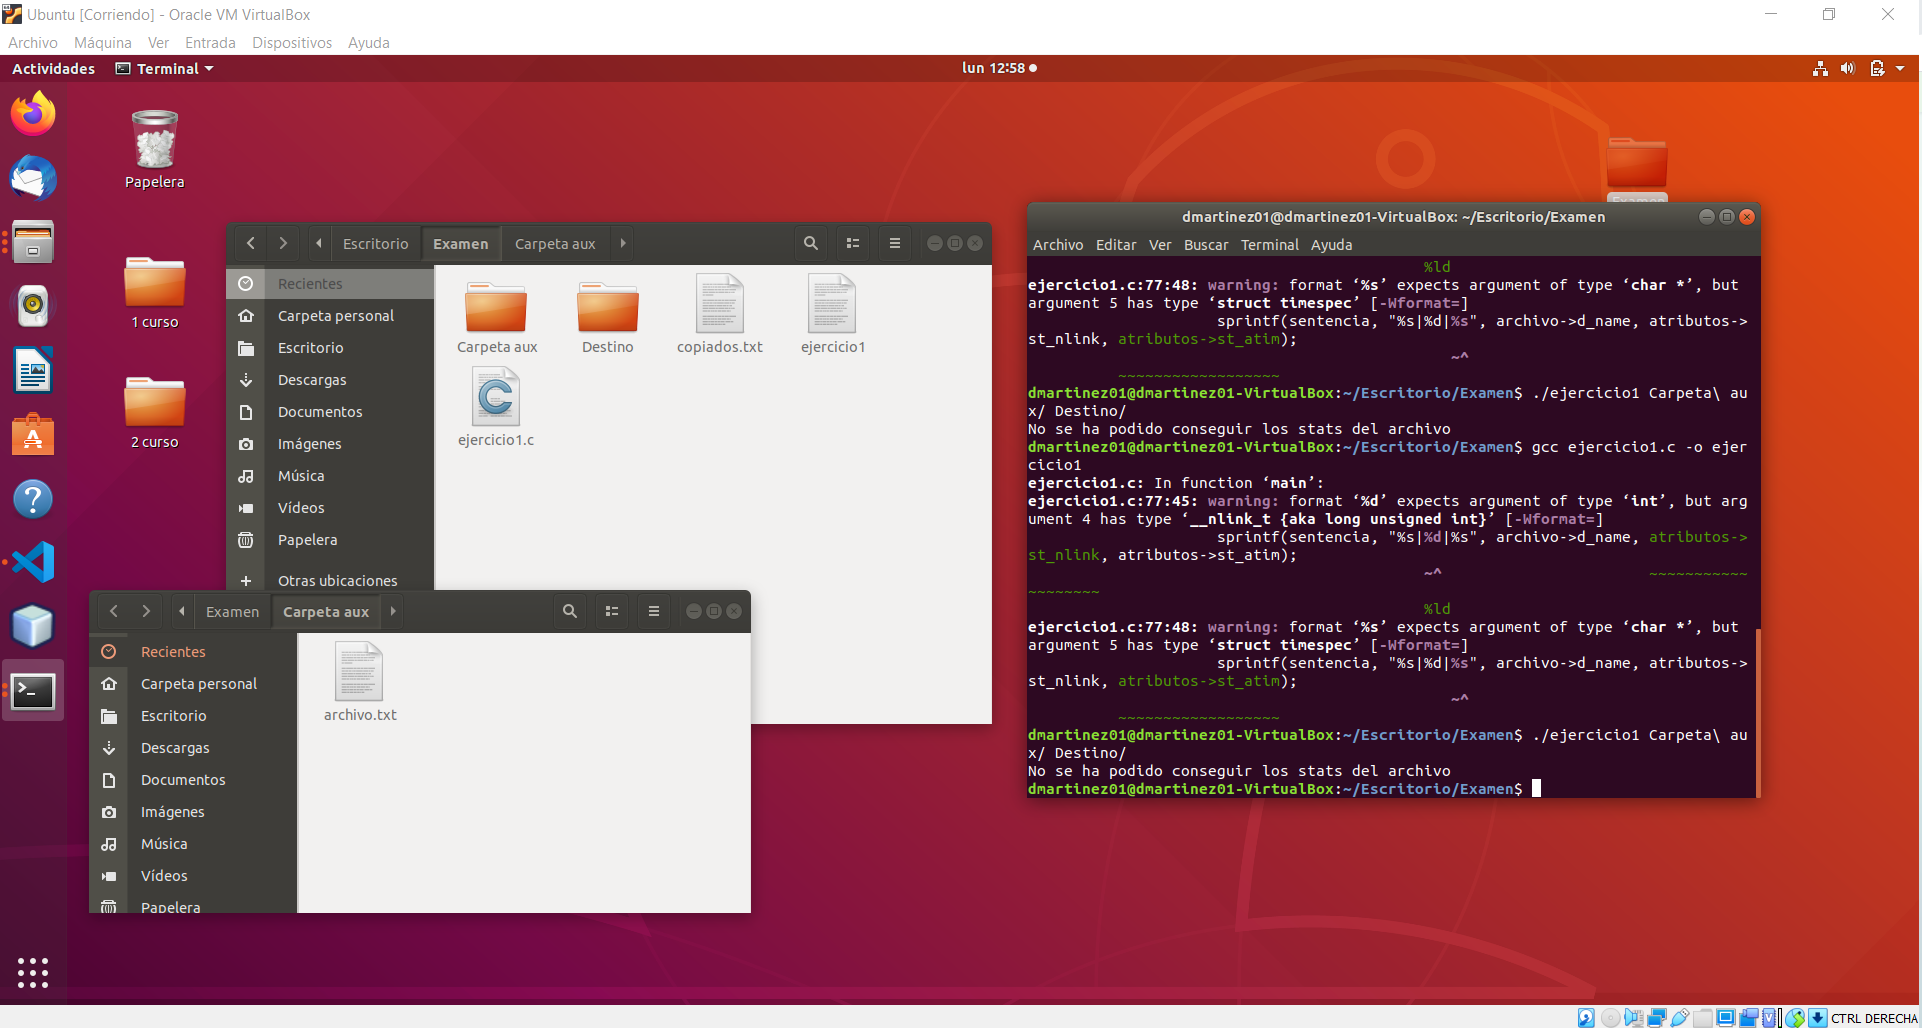 Ubuntu [Corriendo] - Oracle VM VirtualBox
Archivo Máquina Ver Entrada Dispositivos Ayuda
Actividades Terminal lun 12:58
Papelera
1 curso
2 curso
Examen
Escritorio Examen Carpeta aux
Recientes
Carpeta personal
Escritorio
Descargas
Documentos
Imágenes
Música
Vídeos
Papelera
Otras ubicaciones
Carpeta aux Destino copiados.txt ejercicio1
ejercicio1.c
Examen Carpeta aux
Recientes
Carpeta personal
Escritorio
Descargas
Documentos
Imágenes
Música
Vídeos
Papelera
archivo.txt
dmartinez01@dmartinez01-VirtualBox: ~/Escritorio/Examen
Archivo Editar Ver Buscar Terminal Ayuda
%ld
ejercicio1.c:77:48: warning: format ‘%s’ expects argument of type ‘char *’, but
argument 5 has type ‘struct timespec’ [-Wformat=]
sprintf(sentencia, "%s|%d|%s", archivo->d_name, atributos->
st_nlink, atributos->st_atim);
~^
~~~~~~~~~~~~~~~~~~
dmartinez01@dmartinez01-VirtualBox:~/Escritorio/Examen$ ./ejercicio1 Carpeta\ au
x/ Destino/
No se ha podido conseguir los stats del archivo
dmartinez01@dmartinez01-VirtualBox:~/Escritorio/Examen$ gcc ejercicio1.c -o ejer
cicio1
ejercicio1.c: In function ‘main’:
ejercicio1.c:77:45: warning: format ‘%d’ expects argument of type ‘int’, but arg
ument 4 has type ‘__nlink_t {aka long unsigned int}’ [-Wformat=]
sprintf(sentencia, "%s|%d|%s", archivo->d_name, atributos->
st_nlink, atributos->st_atim);
~^ ~~~~~~~~~~~
~~~~~~~~
%ld
ejercicio1.c:77:48: warning: format ‘%s’ expects argument of type ‘char *’, but
argument 5 has type ‘struct timespec’ [-Wformat=]
sprintf(sentencia, "%s|%d|%s", archivo->d_name, atributos->
st_nlink, atributos->st_atim);
~^
~~~~~~~~~~~~~~~~~~
dmartinez01@dmartinez01-VirtualBox:~/Escritorio/Examen$ ./ejercicio1 Carpeta\ au
x/ Destino/
No se ha podido conseguir los stats del archivo
dmartinez01@dmartinez01-VirtualBox:~/Escritorio/Examen$
CTRL DERECHA